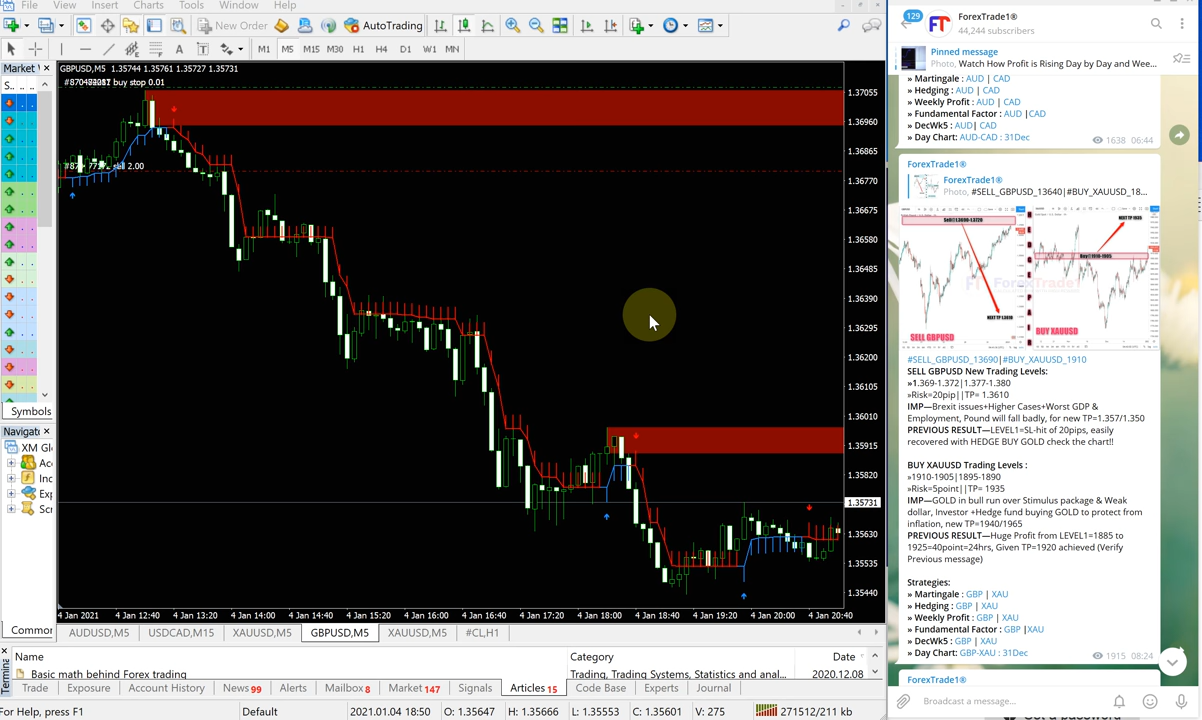 File View Insert Charts Tools Window Help
New Order AutoTrading
M1 M5 M15 M30 H1 H4 D1 W1 MN
Market
S...
Symbols
Navigato
XM Gl
Acc
Inc
Exp
Scr
Common
GBPUSD,M5 1.35744 1.35761 1.35727 1.35731
buy stop 0.01
sell 2.00
1.37055
1.36960
1.36865
1.36770
1.36675
1.36580
1.36485
1.36390
1.36295
1.36200
1.36105
1.36010
1.35915
1.35820
1.35731
1.35630
1.35535
1.35440
4 Jan 2021 4 Jan 12:40 4 Jan 13:20 4 Jan 14:00 4 Jan 14:40 4 Jan 15:20 4 Jan 16:00 4 Jan 16:40 4 Jan 17:20 4 Jan 18:00 4 Jan 18:40 4 Jan 19:20 4 Jan 20:00 4 Jan 20:40
AUDUSD,M5 USDCAD,M15 XAUUSD,M5 GBPUSD,M5 XAUUSD,M5 #CL,H1
Name Category Date
Basic math behind Forex trading Trading, Trading Systems, Statistics and anal... 2020.12.08
Termin
Trade Exposure Account History News 99 Alerts Mailbox 8 Market 147 Signals Articles 15 Code Base Experts Journal
For Help, press F1 Default 2021.01.04 18:50 O: 1.35647 H: 1.35666 L: 1.35553 C: 1.35601 V: 275 271512/211 kb
129
FT
ForexTrade1®
44,244 subscribers
Pinned message
Photo, Watch How Profit is Rising Day by Day and Wee...
» Martingale : AUD | CAD
» Hedging : AUD | CAD
» Weekly Profit : AUD | CAD
» Fundamental Factor : AUD |CAD
» DecWk5 : AUD| CAD
» Day Chart: AUD-CAD : 31Dec
1638 06:44
ForexTrade1®
ForexTrade1®
Photo, #SELL_GBPUSD_13640|#BUY_XAUUSD_18...
NEXT TP 1935
Buy@1910-1905
ForexTrade1
SELL GBPUSD
BUY XAUUSD
#SELL_GBPUSD_13690|#BUY_XAUUSD_1910
SELL GBPUSD New Trading Levels:
»1.369-1.372|1.377-1.380
»Risk=20pip||TP= 1.3610
IMP—Brexit issues+Higher Cases+Worst GDP &
Employment, Pound will fall badly, for new TP=1.357/1.350
PREVIOUS RESULT—LEVEL1=SL-hit of 20pips, easily
recovered with HEDGE BUY GOLD check the chart!!
BUY XAUUSD Trading Levels :
»1910-1905|1895-1890
»Risk=5point||TP= 1935
IMP—GOLD in bull run over Stimulus package & Weak
dollar, Investor +Hedge fund buying GOLD to protect from
inflation, new TP=1940/1965
PREVIOUS RESULT—Huge Profit from LEVEL1=1885 to
1925=40point=24hrs, Given TP=1920 achieved (Verify
Previous message)
Strategies:
» Martingale : GBP | XAU
» Hedging : GBP | XAU
» Weekly Profit : GBP | XAU
» Fundamental Factor : GBP |XAU
» DecWk5 : GBP | XAU
» Day Chart: GBP-XAU : 31Dec
1915 08:24
ForexTrade1®
Broadcast a message...